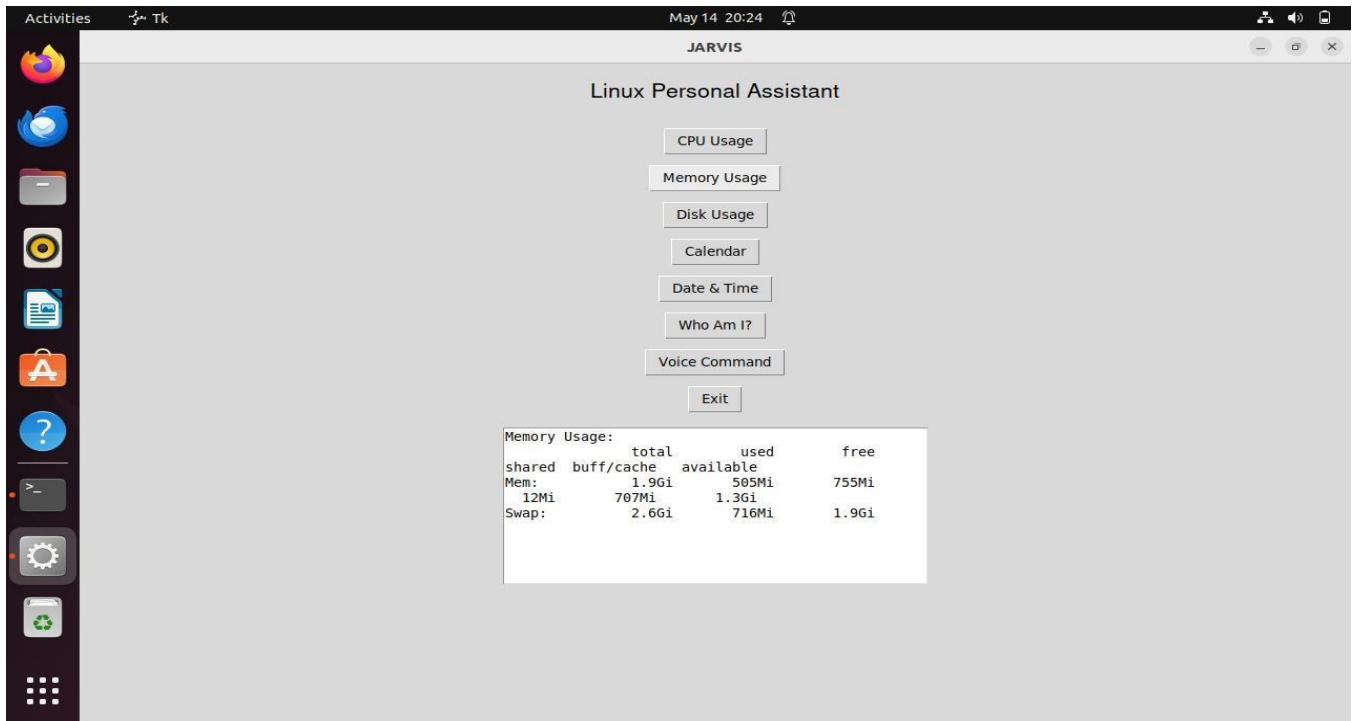 Activities Tk May 14 20:24
JARVIS
Linux Personal Assistant
CPU Usage
Memory Usage
Disk Usage
Calendar
Date & Time
Who Am I?
Voice Command
Exit
Memory Usage:
total used free
shared buff/cache available
Mem: 1.9Gi 505Mi 755Mi
12Mi 707Mi 1.3Gi
Swap: 2.6Gi 716Mi 1.9Gi